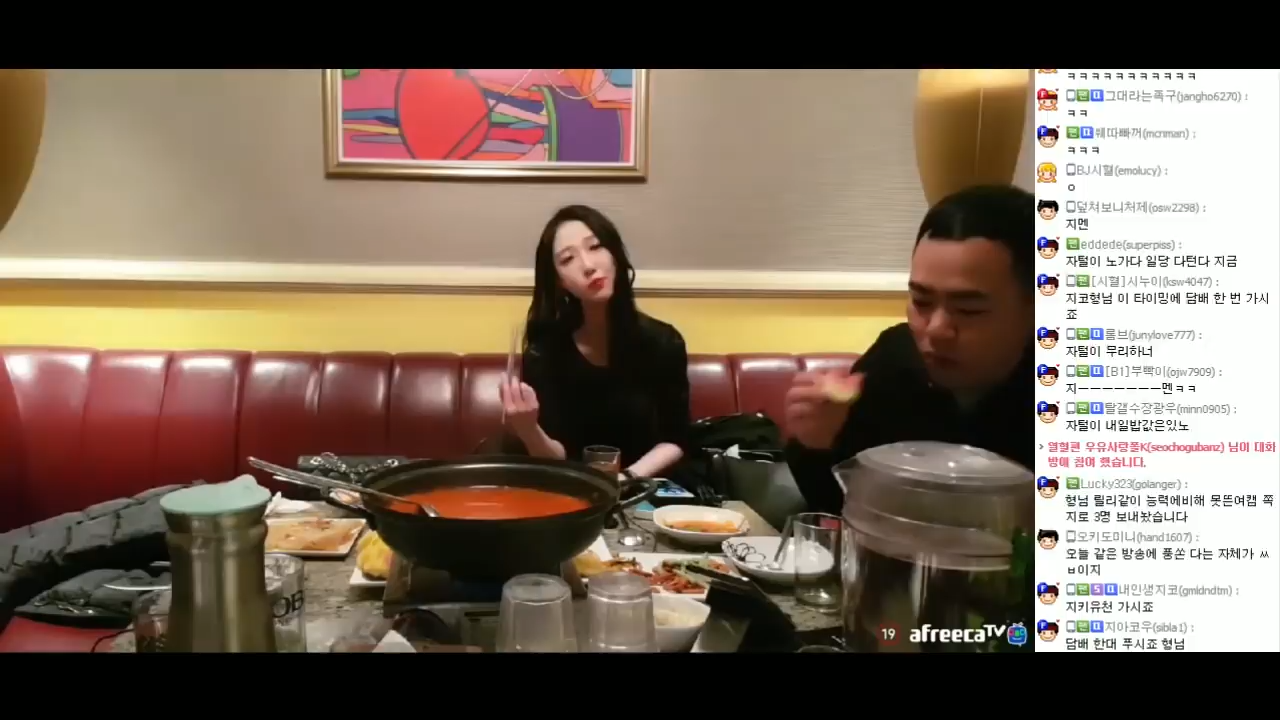 ㅋㅋㅋㅋㅋㅋㅋㅋㅋㅋㅋ
그대라는족구(jangho6270) :
ㅋㅋ
웨따빠꺼(mcnman) :
ㅋㅋㅋ
BJ시혈(emolucy) :
ㅇ
덮쳐보니처제(osw2298) :
지멘
eddede(superpiss) :
자털이 노가다 일당 다턴다 지금
[시혈]시누이(ksw4047) :
지코형님 이 타이밍에 담배 한 번 가시
죠
롬브(junylove777) :
자털이 무리하너
[B1]부빡이(ojw7909) :
지ㅡㅡㅡㅡㅡㅡㅡ멘ㅋㅋ
탈갤수장광우(minn0905) :
자털이 내일밥값은있노
열혈팬 우유사랑쫄K(seochogubanz) 님이 대화
방에 참여 했습니다.
Lucky323(golanger) :
형님 릴리같이 능력에비해 못뜬여캠 쪽
지로 3명 보내놨습니다
오키도미니(hand1607) :
오늘 같은 방송에 풍쏜 다는 자체가 ㅆ
ㅂ이지
내인생지코(gmldndtm) :
지키유천 가시죠
지아코우(sibla1) :
담배 한대 푸시죠 형님
19 afreecaTV